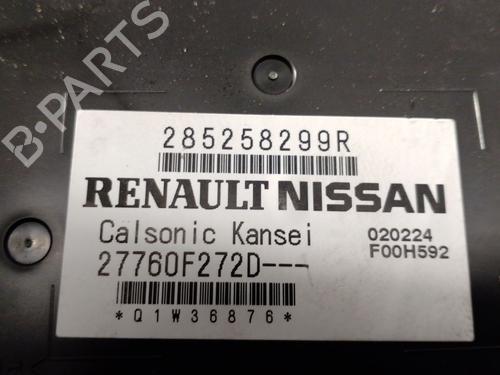 B-PARTS
285258299R
RENAULT NISSAN
Calsonic Kansei
020224
27760F272D---
F00H592
*Q1W36876*